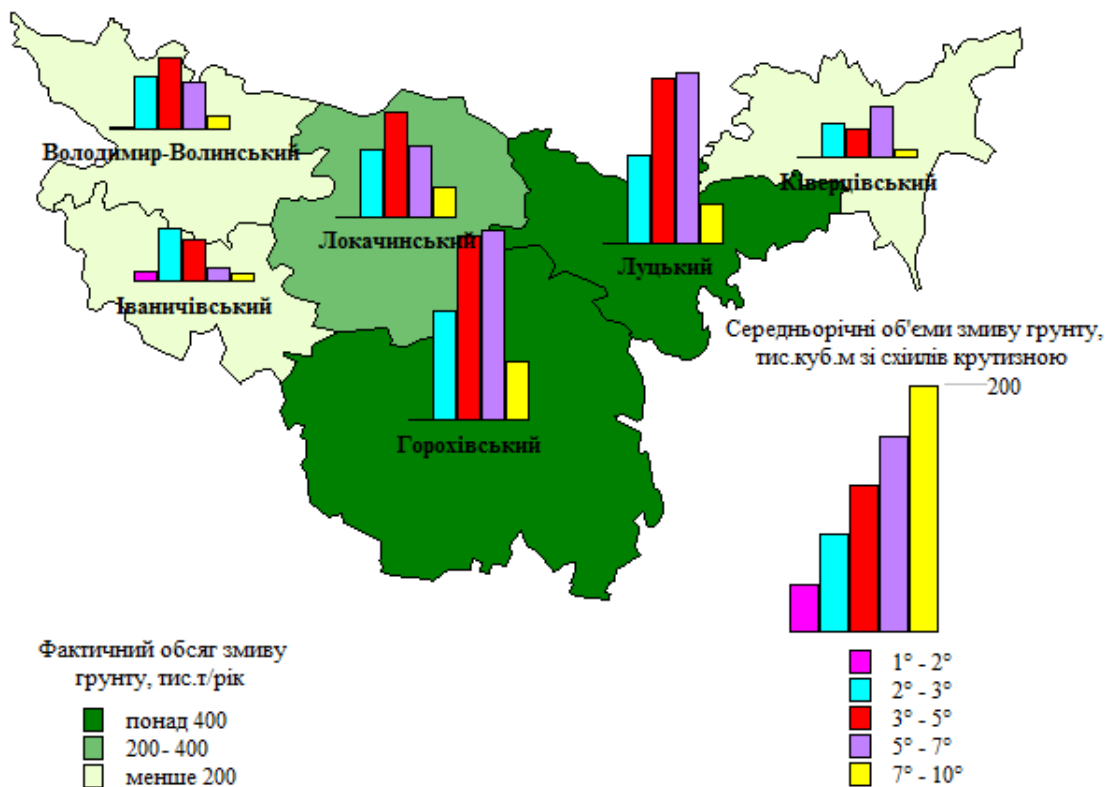 Володимир-Волинський
Ківерцівський
Локачинський
Луцький
Іваничівський
Горохівський
Середньорічні об'єми змиву грунту,
тис.куб.м зі схилів крутизною
200
1° - 2°
2° - 3°
3° - 5°
5° - 7°
7° - 10°
Фактичний обсяг змиву
грунту, тис.т/рік
понад 400
200 - 400
менше 200